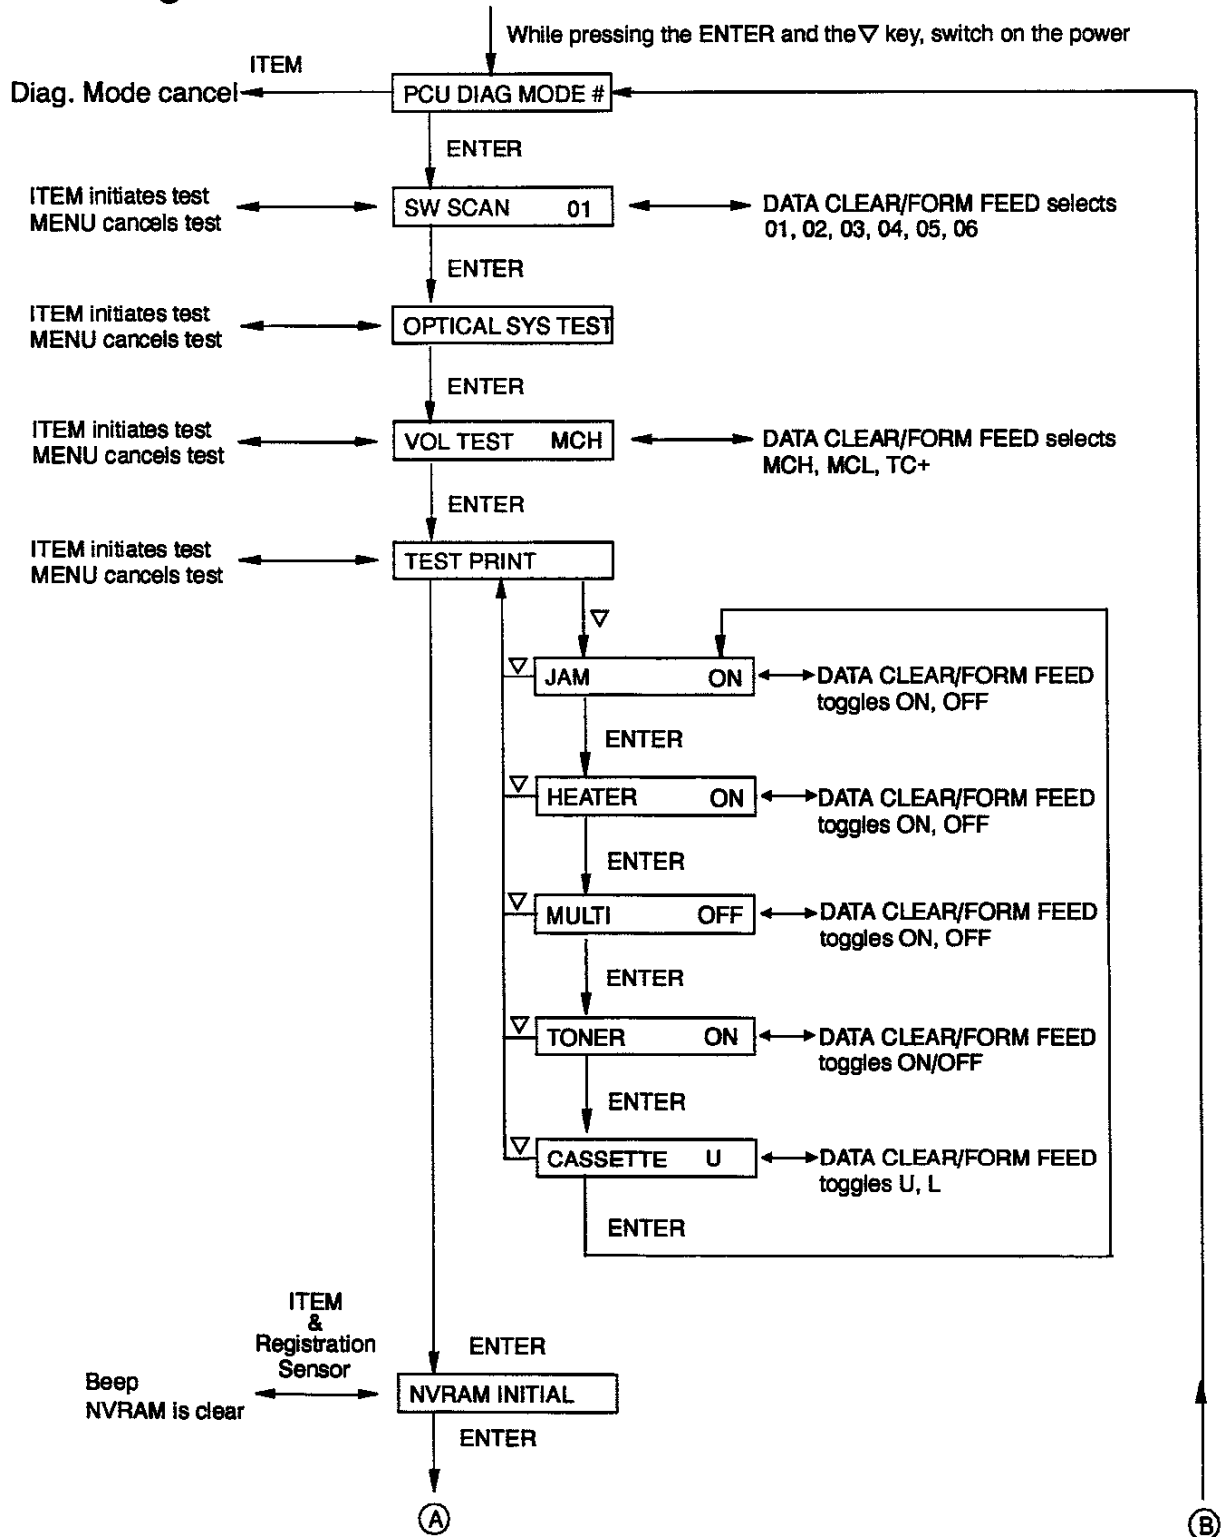 While pressing the ENTER and the ▽ key, switch on the power
ITEM
Diag. Mode cancel
PCU DIAG MODE #
ENTER
ITEM initiates test
MENU cancels test
SW SCAN 01
DATA CLEAR/FORM FEED selects
01, 02, 03, 04, 05, 06
ENTER
ITEM initiates test
MENU cancels test
OPTICAL SYS TEST
ENTER
ITEM initiates test
MENU cancels test
VOL TEST MCH
DATA CLEAR/FORM FEED selects
MCH, MCL, TC+
ENTER
ITEM initiates test
MENU cancels test
TEST PRINT
▽
▽
JAM ON
DATA CLEAR/FORM FEED
toggles ON, OFF
ENTER
▽
HEATER ON
DATA CLEAR/FORM FEED
toggles ON, OFF
ENTER
▽
MULTI OFF
DATA CLEAR/FORM FEED
toggles ON, OFF
ENTER
▽
TONER ON
DATA CLEAR/FORM FEED
toggles ON/OFF
ENTER
▽
CASSETTE U
DATA CLEAR/FORM FEED
toggles U, L
ENTER
ITEM
&
Registration
Sensor
ENTER
Beep
NVRAM is clear
NVRAM INITIAL
ENTER
A
B